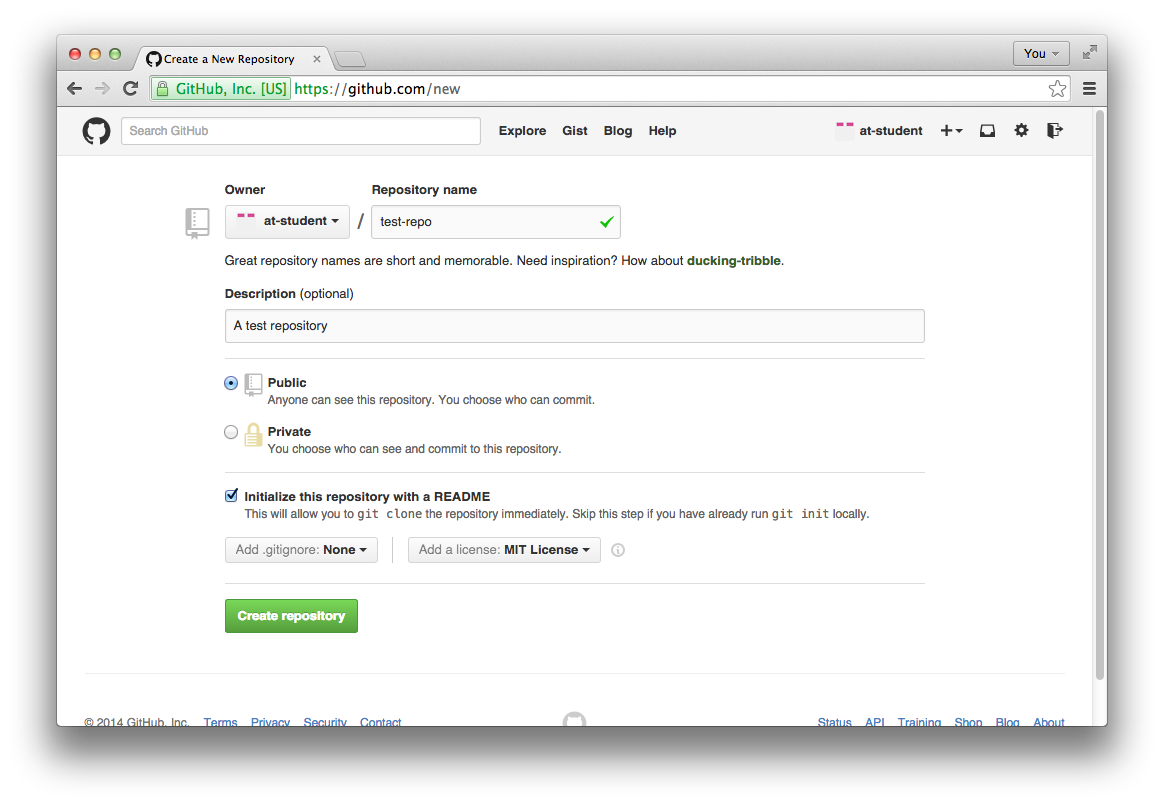 Create a New Repository
You
GitHub, Inc. [US] https://github.com/new
Search GitHub Explore Gist Blog Help at-student
Owner Repository name
at-student / test-repo
Great repository names are short and memorable. Need inspiration? How about ducking-tribble.
Description (optional)
A test repository
Public
Anyone can see this repository. You choose who can commit.
Private
You choose who can see and commit to this repository.
Initialize this repository with a README
This will allow you to git clone the repository immediately. Skip this step if you have already run git init locally.
Add .gitignore: None Add a license: MIT License
Create repository
© 2014 GitHub, Inc. Terms Privacy Security Contact Status API Training Shop Blog About